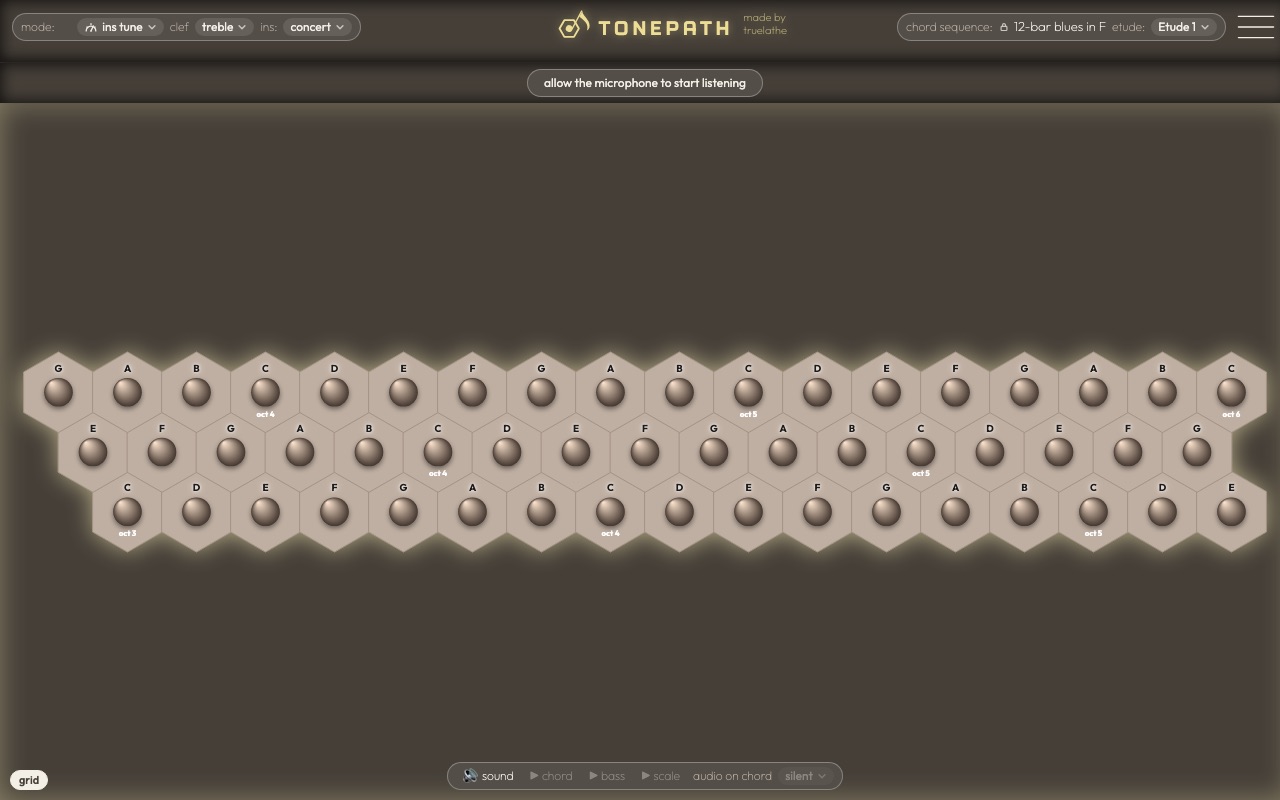 mode: ins tune clef treble ins: concert
TONEPATH
made by
truelathe
chord sequence: 12-bar blues in F etude: Etude 1
allow the microphone to start listening
G A B C D E F G A B C D E F G A B C
oct 4 oct 5 oct 6
E F G A B C D E F G A B C D E F G
oct 4 oct 5
C D E F G A B C D E F G A B C D E
oct 3 oct 4 oct 5
grid
sound chord bass scale audio on chord silent